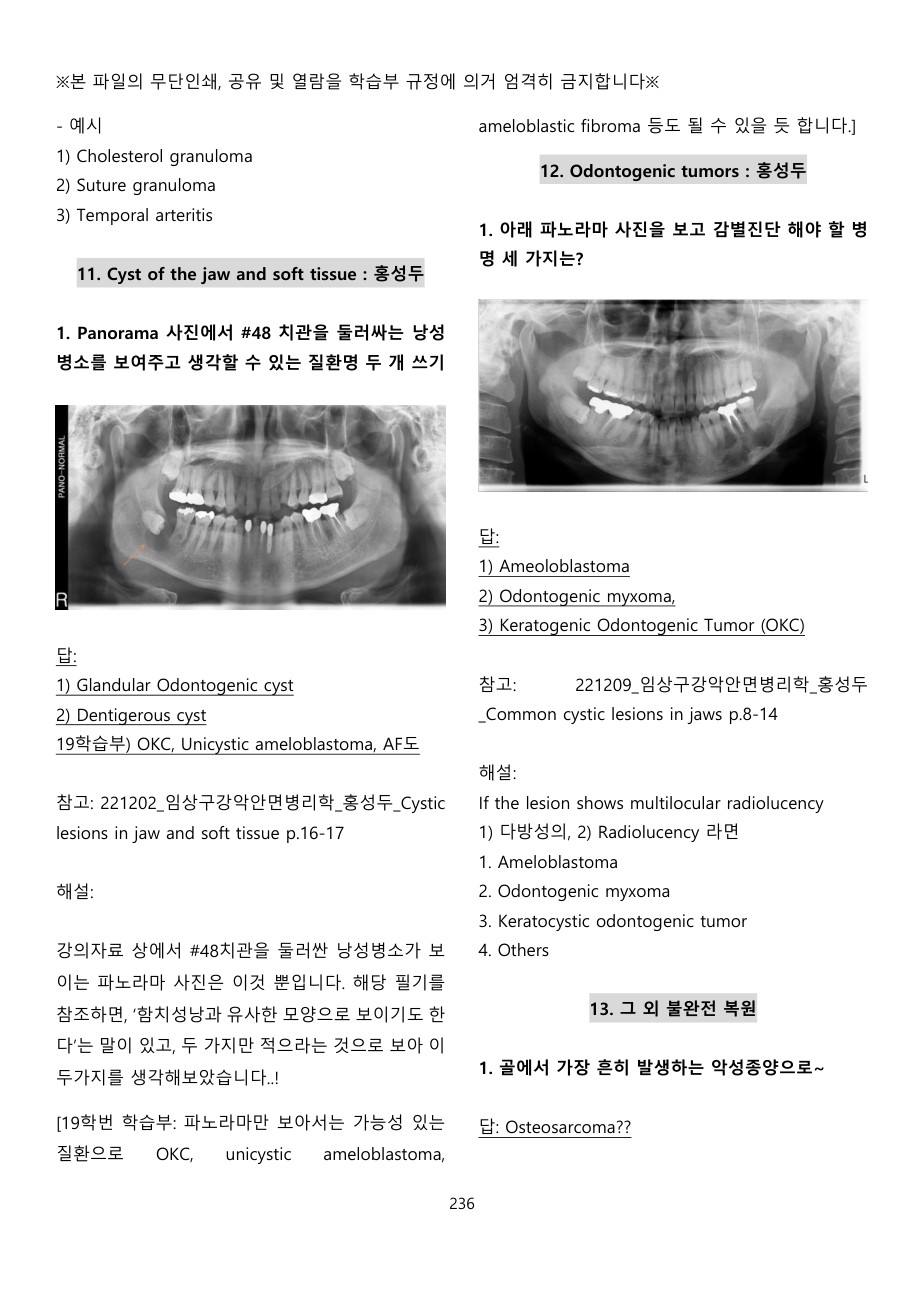 ※본 파일의 무단인쇄, 공유 및 열람을 학습부 규정에 의거 엄격히 금지합니다※
- 예시
1) Cholesterol granuloma
2) Suture granuloma
3) Temporal arteritis
11. Cyst of the jaw and soft tissue : 홍성두
1. Panorama 사진에서 #48 치관을 둘러싸는 낭성
병소를 보여주고 생각할 수 있는 질환명 두 개 쓰기
PANO-NORMAL
R
답:
1) Glandular Odontogenic cyst
2) Dentigerous cyst
19학습부) OKC, Unicystic ameloblastoma, AF도
참고: 221202_임상구강악안면병리학_홍성두_Cystic
lesions in jaw and soft tissue p.16-17
해설:
강의자료 상에서 #48치관을 둘러싼 낭성병소가 보
이는 파노라마 사진은 이것 뿐입니다. 해당 필기를
참조하면, ‘함치성낭과 유사한 모양으로 보이기도 한
다’는 말이 있고, 두 가지만 적으라는 것으로 보아 이
두가지를 생각해보았습니다..!
[19학번 학습부: 파노라마만 보아서는 가능성 있는
질환으로 OKC, unicystic ameloblastoma,
ameloblastic fibroma 등도 될 수 있을 듯 합니다.]
12. Odontogenic tumors : 홍성두
1. 아래 파노라마 사진을 보고 감별진단 해야 할 병
명 세 가지는?
L
답:
1) Ameoloblastoma
2) Odontogenic myxoma,
3) Keratogenic Odontogenic Tumor (OKC)
참고: 221209_임상구강악안면병리학_홍성두
_Common cystic lesions in jaws p.8-14
해설:
If the lesion shows multilocular radiolucency
1) 다방성의, 2) Radiolucency 라면
1. Ameloblastoma
2. Odontogenic myxoma
3. Keratocystic odontogenic tumor
4. Others
13. 그 외 불완전 복원
1. 골에서 가장 흔히 발생하는 악성종양으로~
답: Osteosarcoma??
236